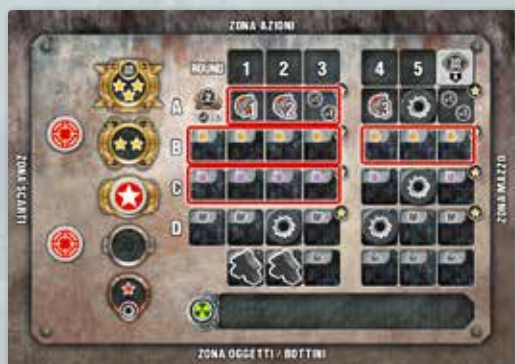 ZONA AZIONI
ROUND 1 2 3 4 5
A
B
C
D
ZONA SCARTI
ZONA MAZZO
ZONA OGGETTI / BOTTINI